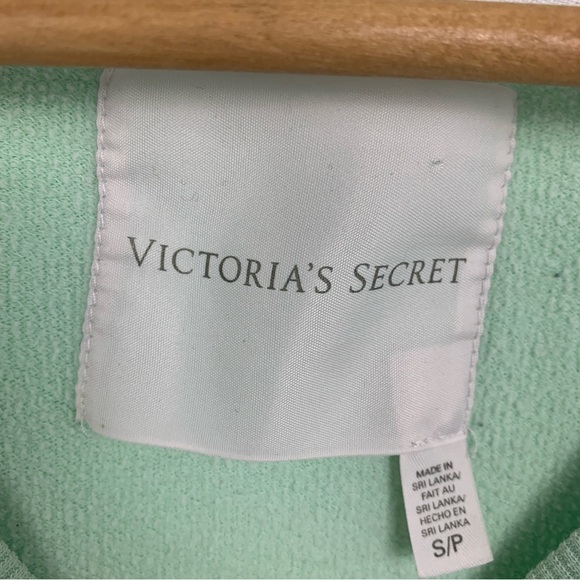 VICTORIA'S SECRET
MADE IN
SRI LANKA/
FAIT AU
SRI LANKA/
HECHO EN
SRI LANKA
S/P